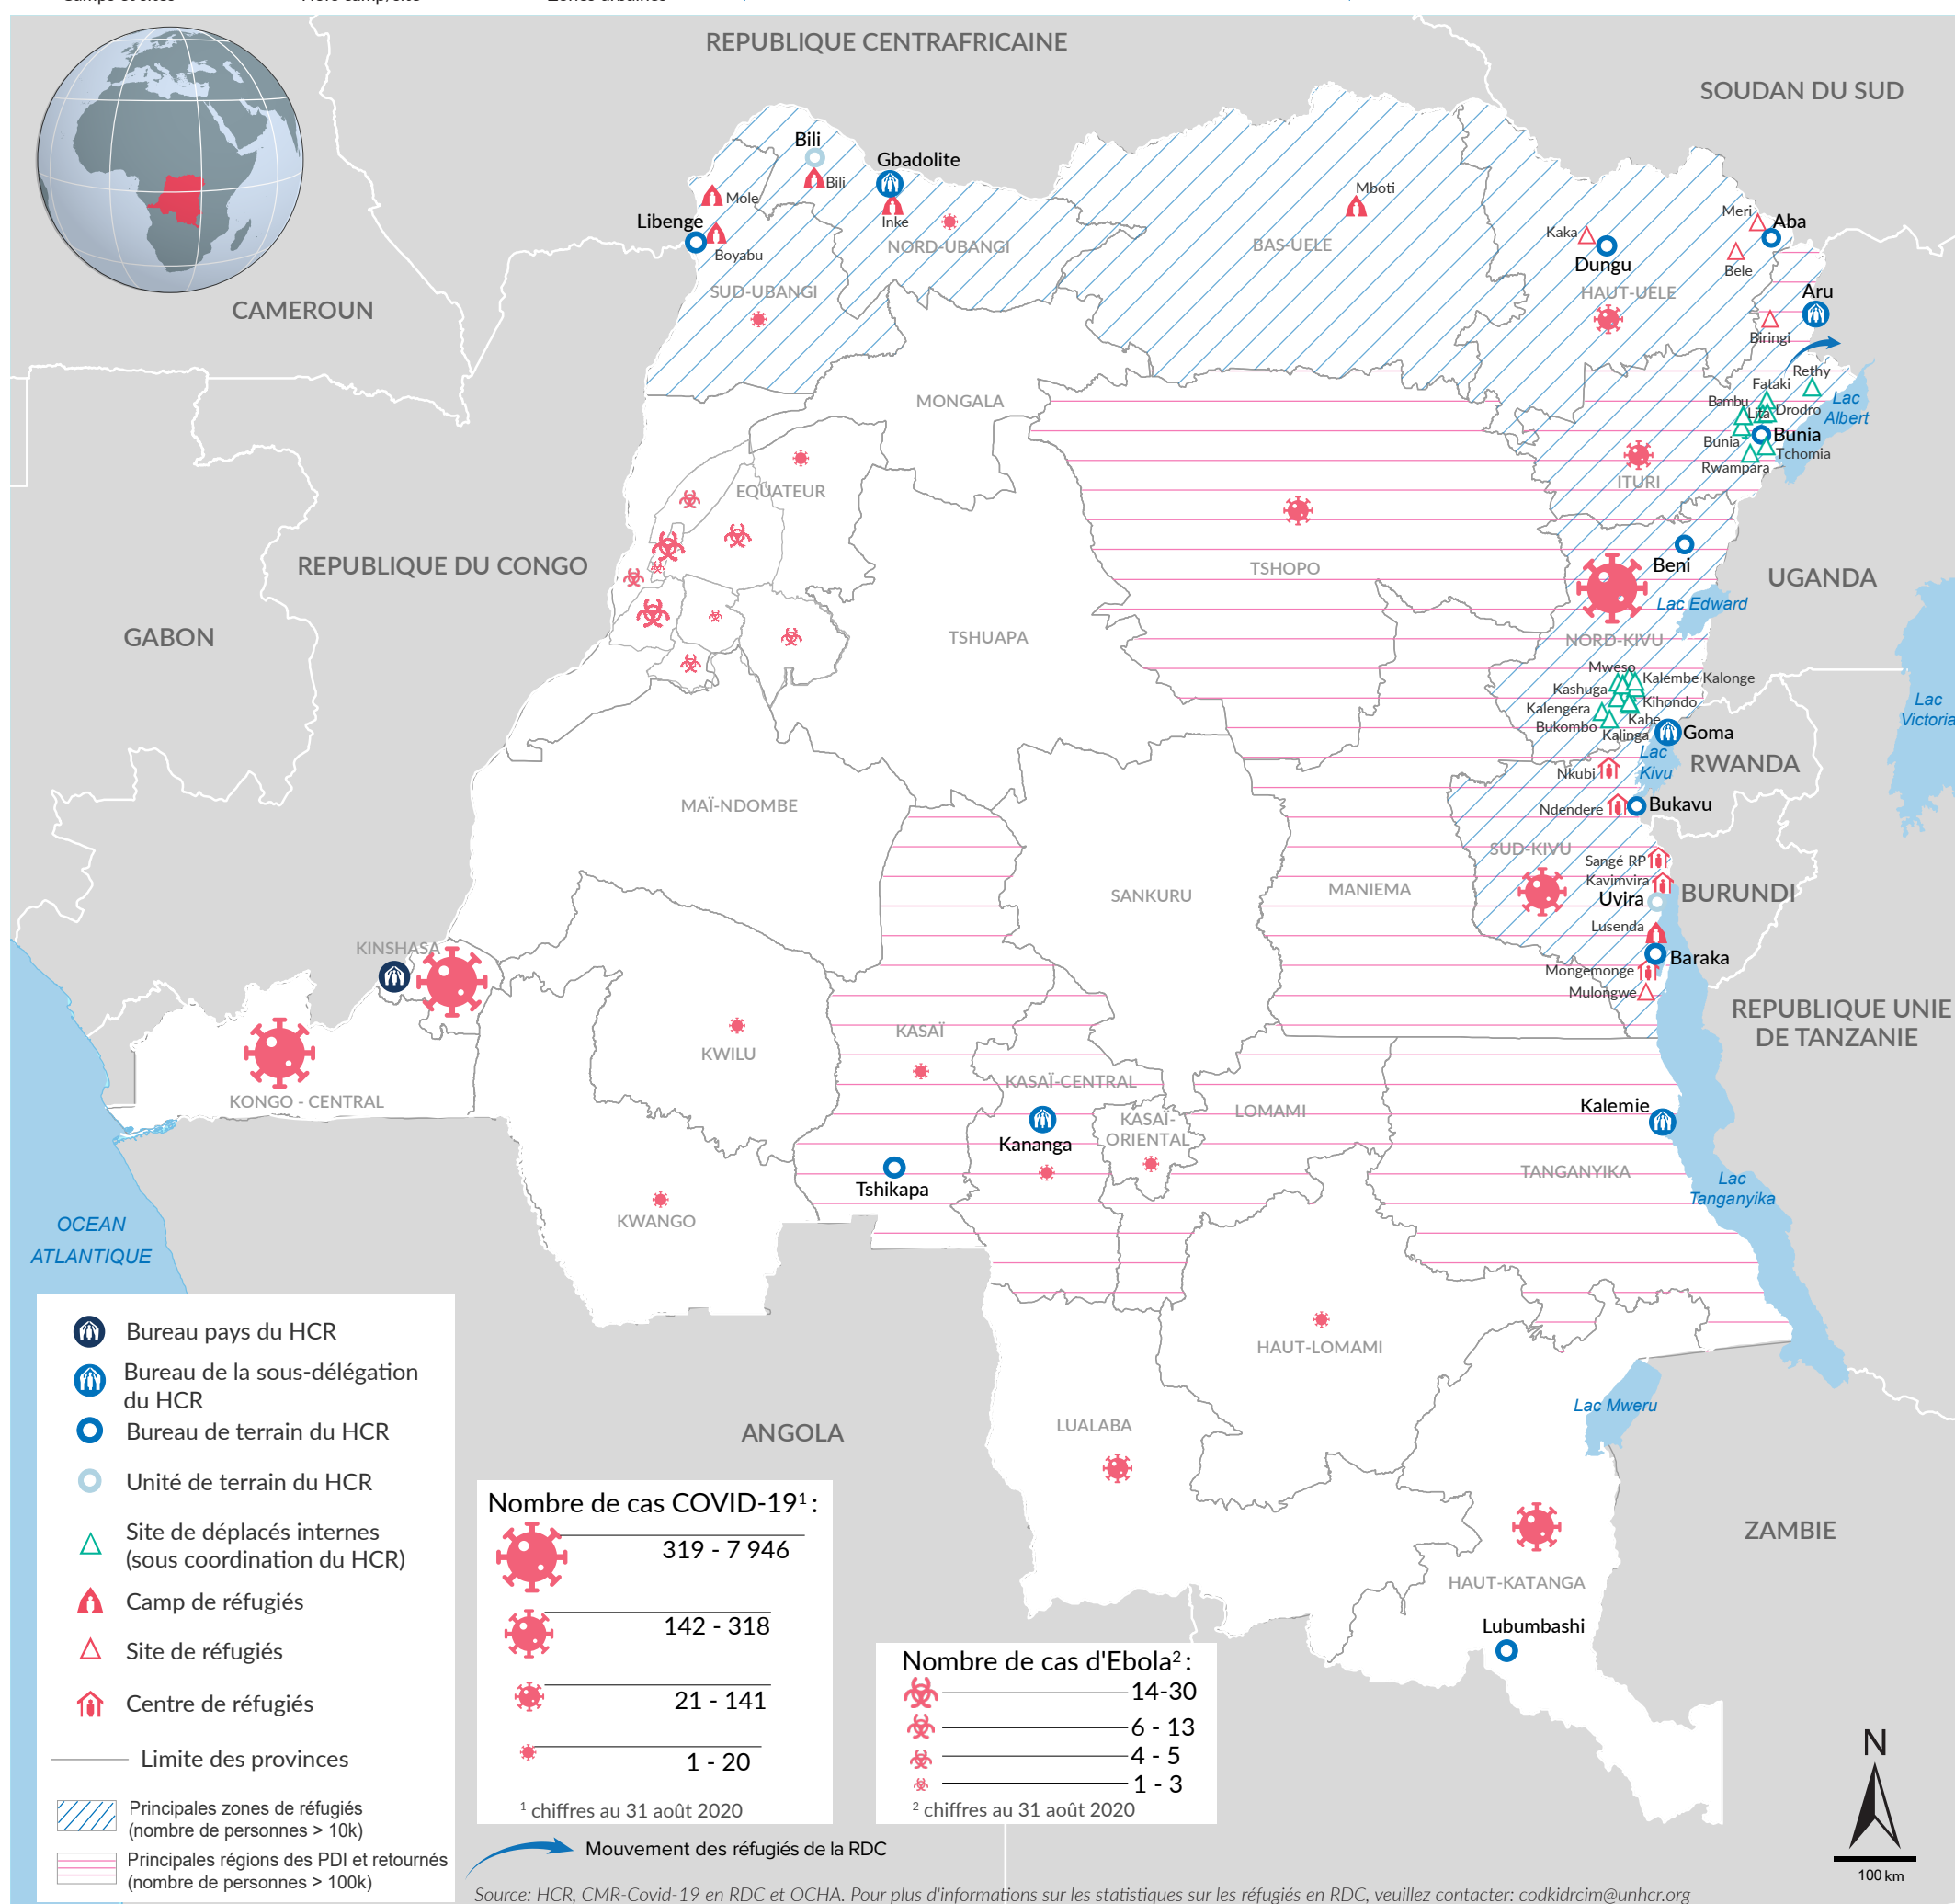 REPUBLIQUE CENTRAFRICAINE
SOUDAN DU SUD
Bili
Gbadolite
Bili
Mole
Mboti
Libenge
Inke
Meri
Aba
Kaka
NORD-UBANGI
BAS-UELE
Boyabu
Dungu
Bele
SUD-UBANGI
HAUT-UELE
Aru
CAMEROUN
Biringi
Rethy
Fataki
Bambu
Lita
Drodro
Lac
Albert
MONGALA
Bunia
Bunia
Tchomia
Rwampara
ITURI
EQUATEUR
REPUBLIQUE DU CONGO
TSHOPO
Beni
UGANDA
Lac Edward
GABON
TSHUAPA
NORD-KIVU
Mweso
Kalembe Kalonge
Kashuga
Kihondo
Kalengera
Kahe
Bukombo
Kalinga
Goma
Lac
Victoria
Lac
Kivu
RWANDA
Nkubi
MAÏ-NDOMBE
Ndendere
Bukavu
SUD-KIVU
Sangé RP
SANKURU
MANIEMA
Kavimvira
BURUNDI
Uvira
Lusenda
KINSHASA
Baraka
Mongemonge
Mulongwe
REPUBLIQUE UNIE
DE TANZANIE
KASAÏ
KWILU
KASAÏ-CENTRAL
KONGO - CENTRAL
LOMAMI
Kalemie
KASAÏ-
ORIENTAL
Kananga
TANGANYIKA
Tshikapa
Lac
Tanganyika
KWANGO
OCEAN
ATLANTIQUE
HAUT-LOMAMI
Lac Mweru
LUALABA
ANGOLA
ZAMBIE
HAUT-KATANGA
Lubumbashi
Bureau pays du HCR
Bureau de la sous-délégation
du HCR
Bureau de terrain du HCR
Unité de terrain du HCR
Site de déplacés internes
(sous coordination du HCR)
Camp de réfugiés
Site de réfugiés
Centre de réfugiés
Limite des provinces
Principales zones de réfugiés
(nombre de personnes > 10k)
Principales régions des PDI et retournés
(nombre de personnes > 100k)
Nombre de cas COVID-19¹ :
319 - 7 946
142 - 318
21 - 141
1 - 20
¹ chiffres au 31 août 2020
Nombre de cas d'Ebola² :
14-30
6 - 13
4 - 5
1 - 3
² chiffres au 31 août 2020
Mouvement des réfugiés de la RDC
N
100 km
Source: HCR, CMR-Covid-19 en RDC et OCHA. Pour plus d'informations sur les statistiques sur les réfugiés en RDC, veuillez contacter: codkidrcim@unhcr.org